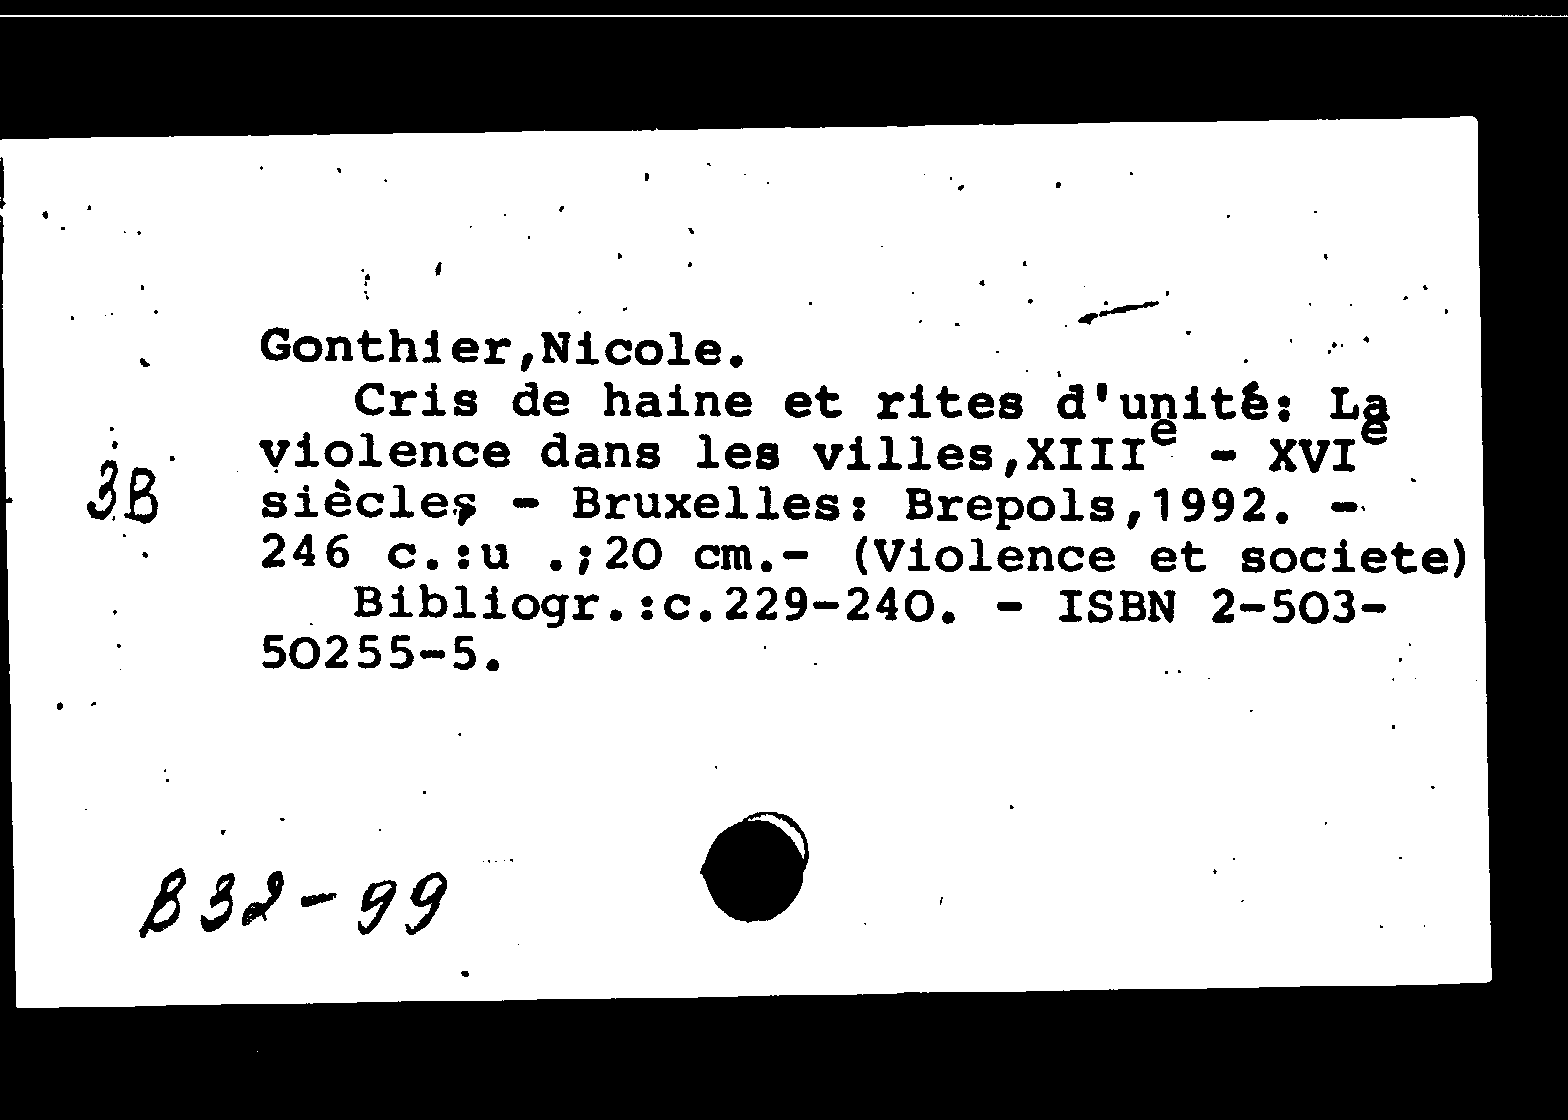 Gonthier,Nicole.
Cris de haine et rites d'unité: La
violence dans les villes,XIIIe - XVIe
siècles - Bruxelles: Brepols,1992. -
3B
246 c.:u .;20 cm.- (Violence et societe)
Bibliogr.:c.229-240. - ISBN 2-503-
50255-5.
B32-99